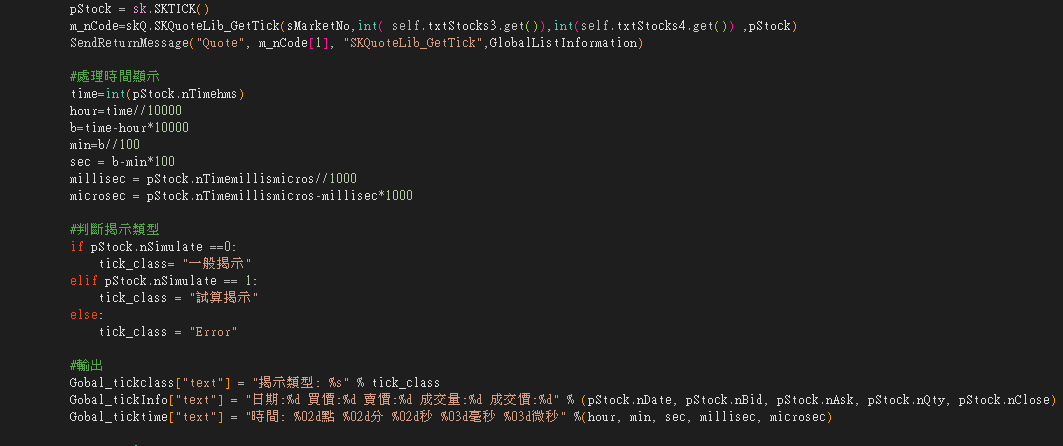 pStock = sk.SKTICK()
m_nCode=skQ.SKQuoteLib_GetTick(sMarketNo,int( self.txtStocks3.get()),int(self.txtStocks4.get()) ,pStock)
SendReturnMessage("Quote", m_nCode[1], "SKQuoteLib_GetTick",GlobalListInformation)
#處理時間顯示
time=int(pStock.nTimehms)
hour=time//10000
b=time-hour*10000
min=b//100
sec = b-min*100
millisec = pStock.nTimemillismicros//1000
microsec = pStock.nTimemillismicros-millisec*1000
#判斷揭示類型
if pStock.nSimulate ==0:
tick_class= "一般揭示"
elif pStock.nSimulate == 1:
tick_class = "試算揭示"
else:
tick_class = "Error"
#輸出
Gobal_tickclass["text"] = "揭示類型: %s" % tick_class
Gobal_tickInfo["text"] = "日期:%d 買價:%d 賣價:%d 成交量:%d 成交價:%d" % (pStock.nDate, pStock.nBid, pStock.nAsk, pStock.nQty, pStock.nClose)
Gobal_ticktime["text"] = "時間: %02d點 %02d分 %02d秒 %03d毫秒 %03d微秒" %(hour, min, sec, millisec, microsec)